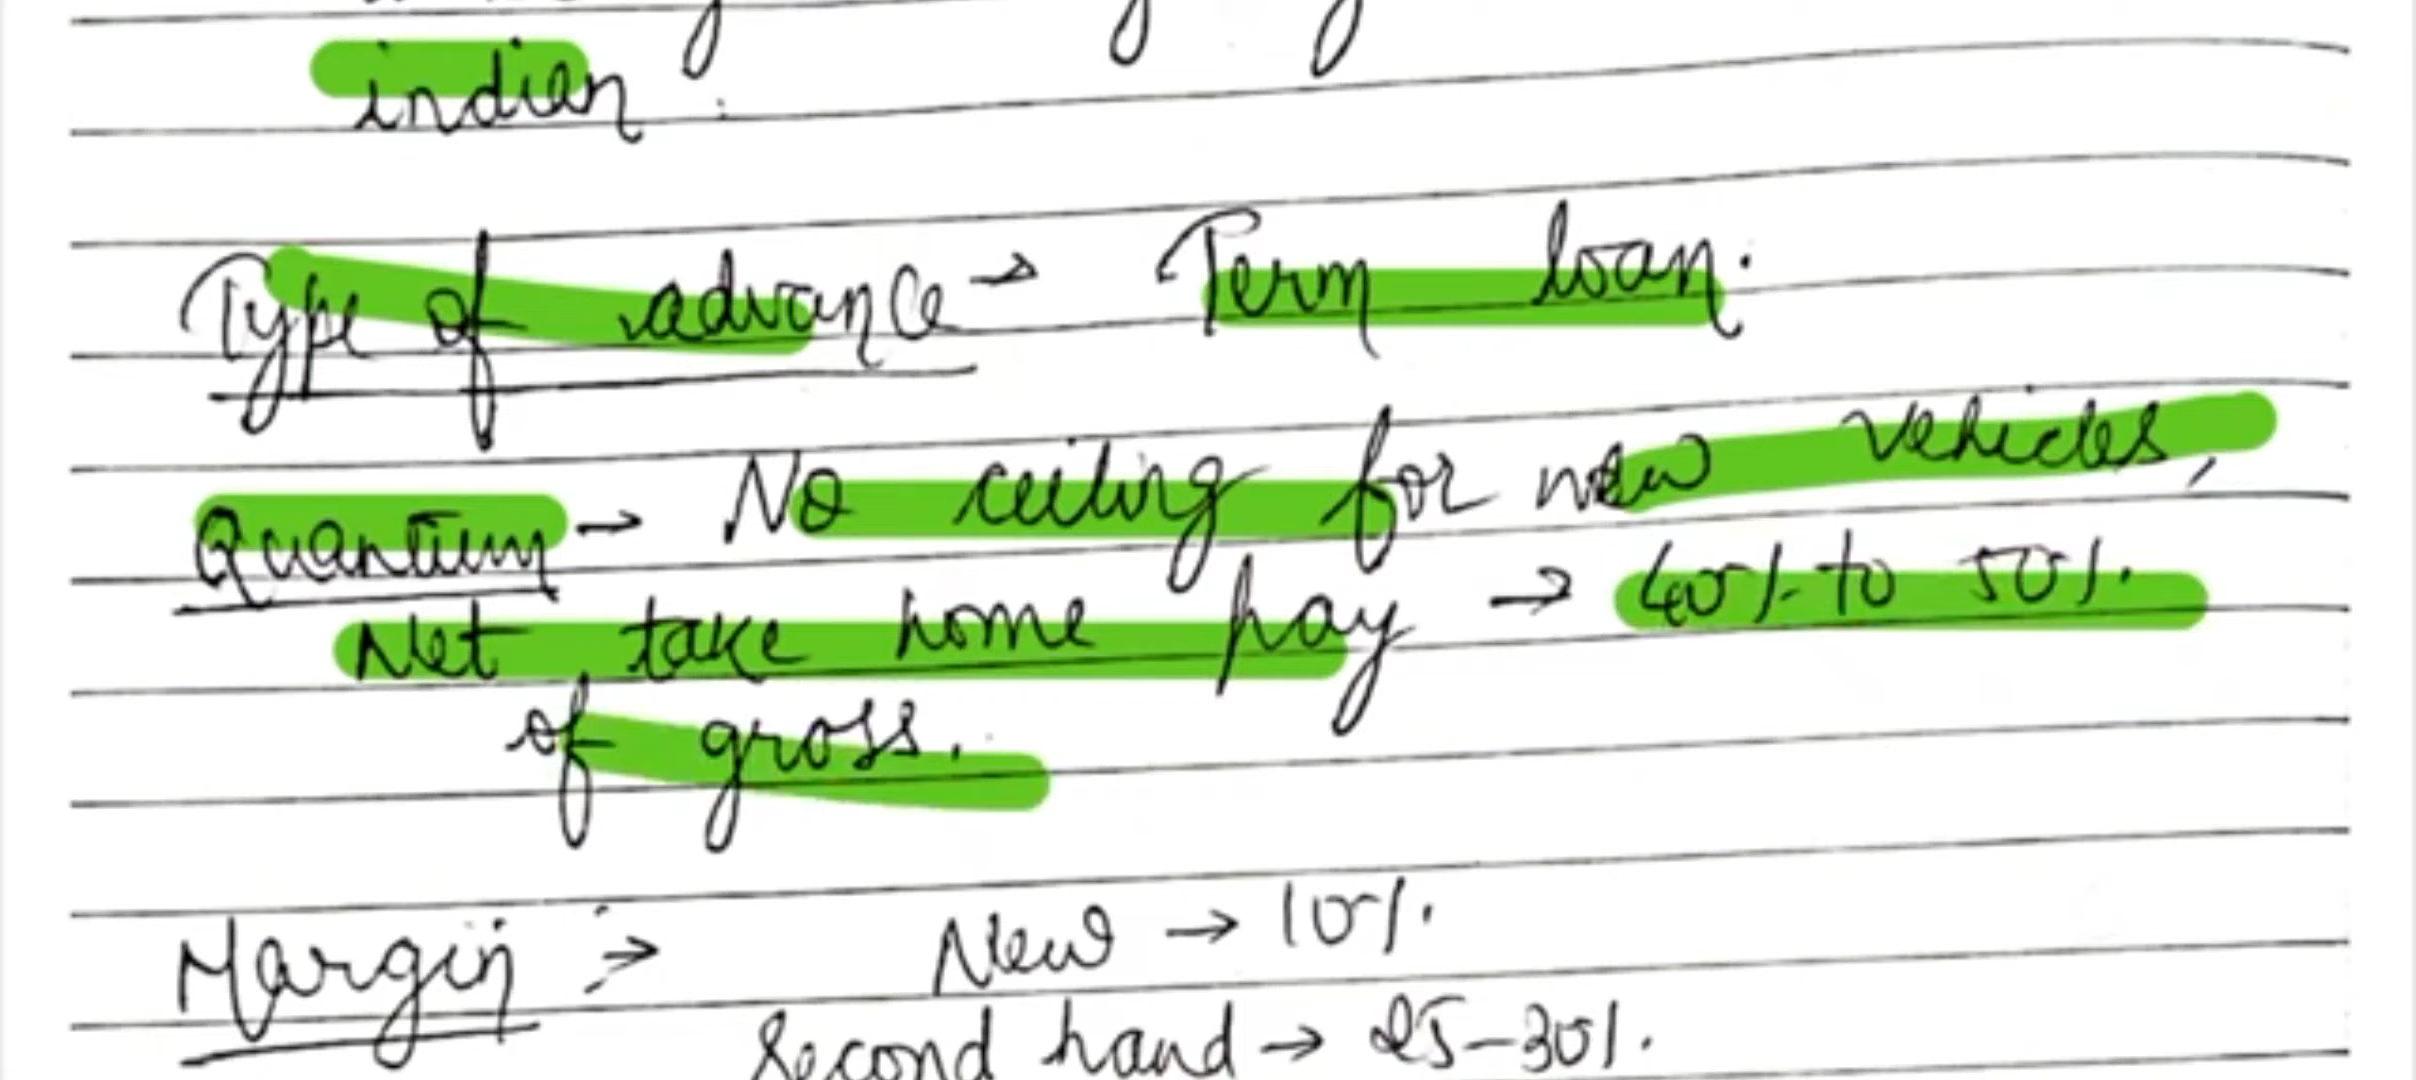 indian.
Type of advance → Term loan.
Quantum → No ceiling for new vehicles,
Net take home pay → 40% to 50%.
of gross.
Margin :→ New → 10%.
Second hand → 25-30%.